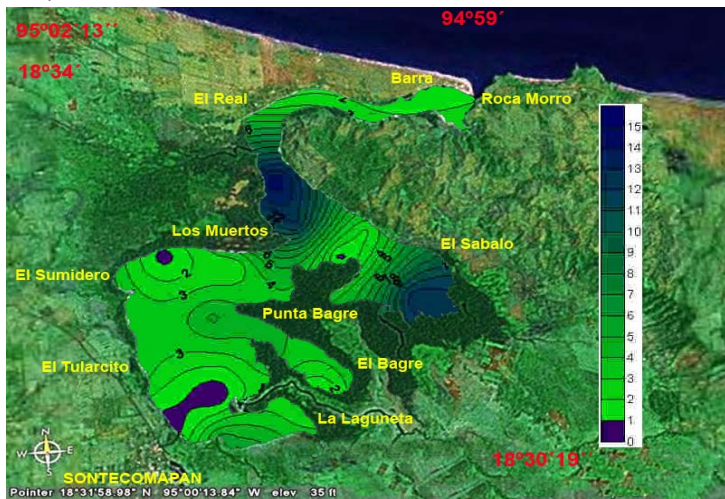 95º02´13´´
94º59´
18º34´
Barra
El Real
Roca Morro
15
14
13
12
11
10
9
8
7
6
5
4
3
2
1
0
Los Muertos
El Sabalo
El Sumidero
Punta Bagre
El Tularcito
El Bagre
La Laguneta
N
W
E
S
18º30´19´´
SONTECOMAPAN
Pointer 18°31'58.98" N 95°00'13.84" W elev 35 ft